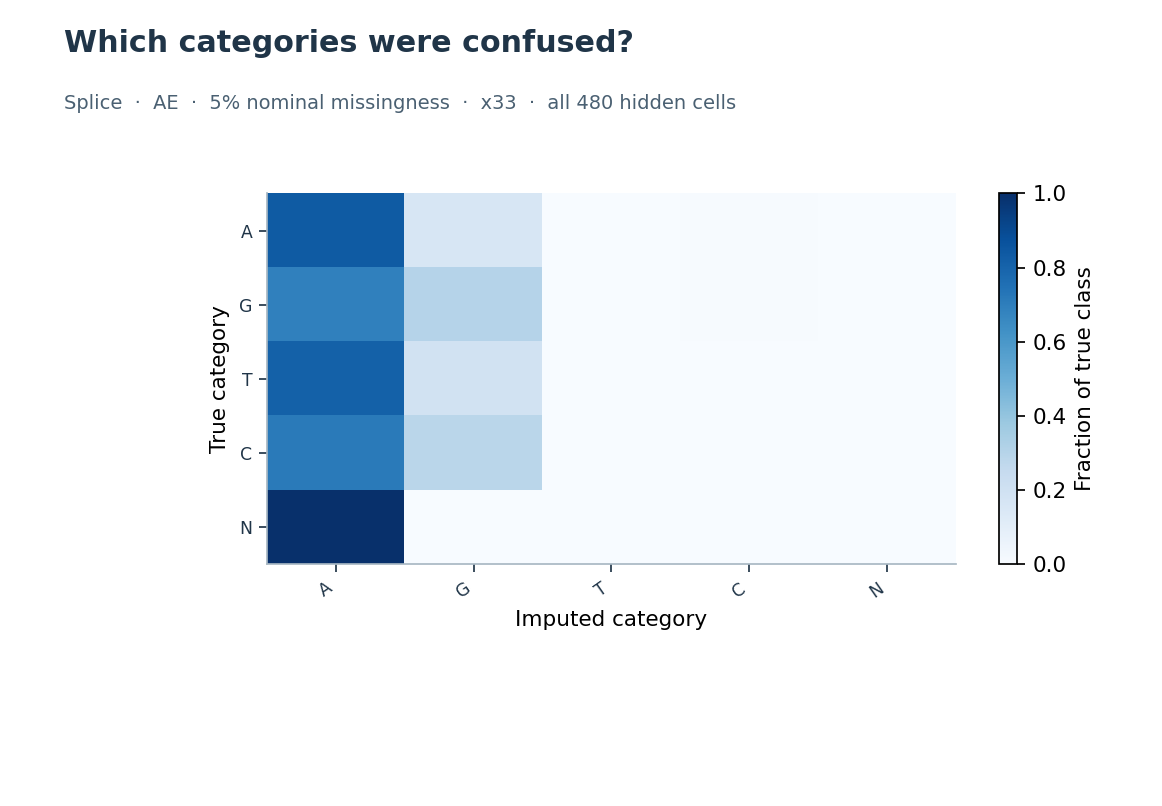 Which categories were confused?
Splice · AE · 5% nominal missingness · x33 · all 480 hidden cells
True category
A
G
T
C
N
A
G
T
C
N
Imputed category
1.0
0.8
0.6
0.4
0.2
0.0
Fraction of true class